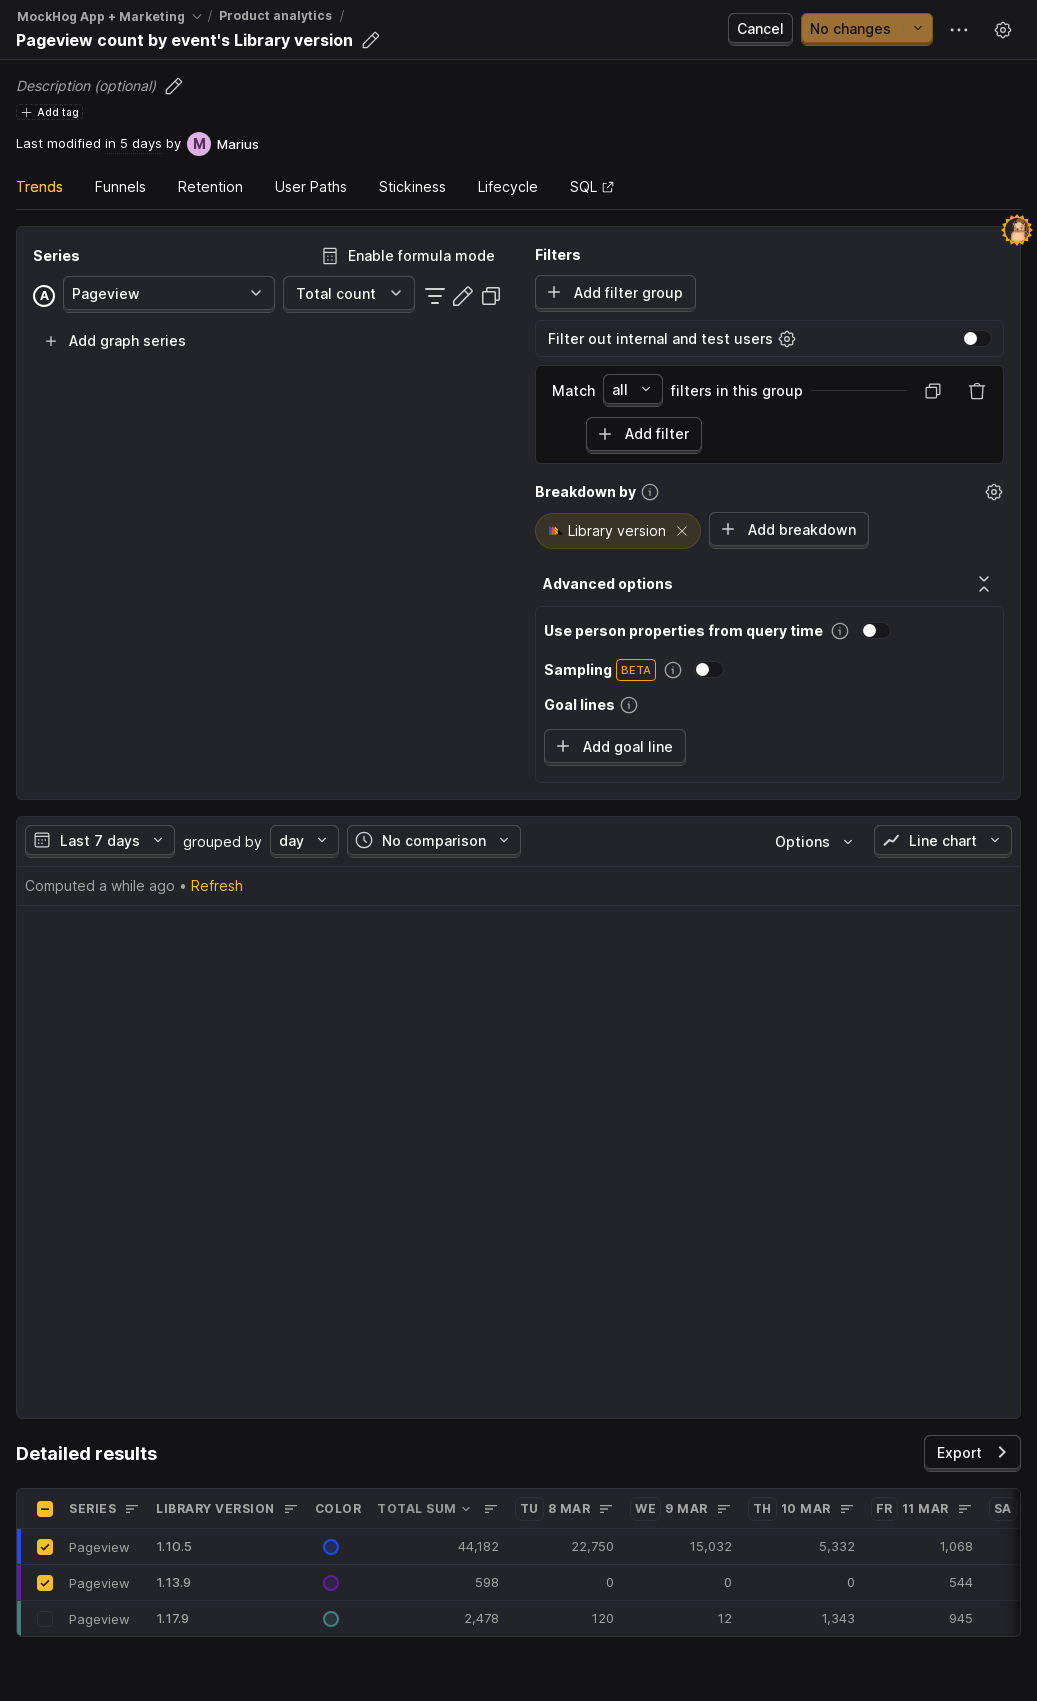 MockHog App + Marketing / Product analytics /
Pageview count by event's Library version
Cancel
No changes
Description (optional)
Add tag
Last modified in 5 days by M Marius
Trends Funnels Retention User Paths Stickiness Lifecycle SQL
Series
Enable formula mode
A Pageview Total count
Add graph series
Filters
Add filter group
Filter out internal and test users
Match all filters in this group
Add filter
Breakdown by
Library version
Add breakdown
Advanced options
Use person properties from query time
Sampling BETA
Goal lines
Add goal line
Last 7 days grouped by day No comparison Options Line chart
Computed a while ago • Refresh
Detailed results
Export
SERIES LIBRARY VERSION COLOR TOTAL SUM TU 8 MAR WE 9 MAR TH 10 MAR FR 11 MAR SA
Pageview 1.10.5 44,182 22,750 15,032 5,332 1,068
Pageview 1.13.9 598 0 0 0 544
Pageview 1.17.9 2,478 120 12 1,343 945